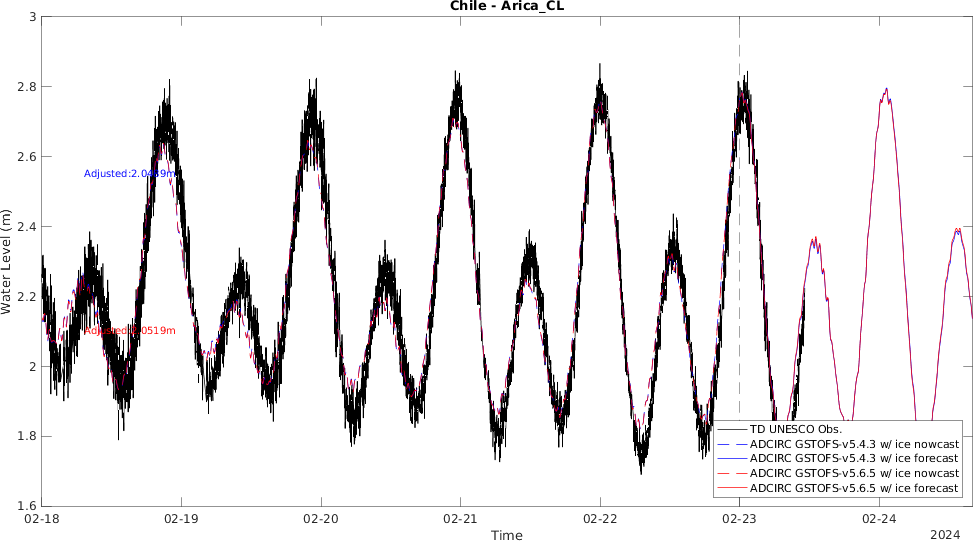 Chile - Arica_CL
3
2.8
2.6
2.4
2.2
2
1.8
1.6
Water Level (m)
Adjusted:
Adjusted:
TD UNESCO Obs.
ADCIRC GSTOFS-v5.4.3 w/ ice nowcast
ADCIRC GSTOFS-v5.4.3 w/ ice forecast
ADCIRC GSTOFS-v5.6.5 w/ ice nowcast
ADCIRC GSTOFS-v5.6.5 w/ ice forecast
02-18
02-19
02-20
02-21
02-22
02-23
02-24
Time
2024